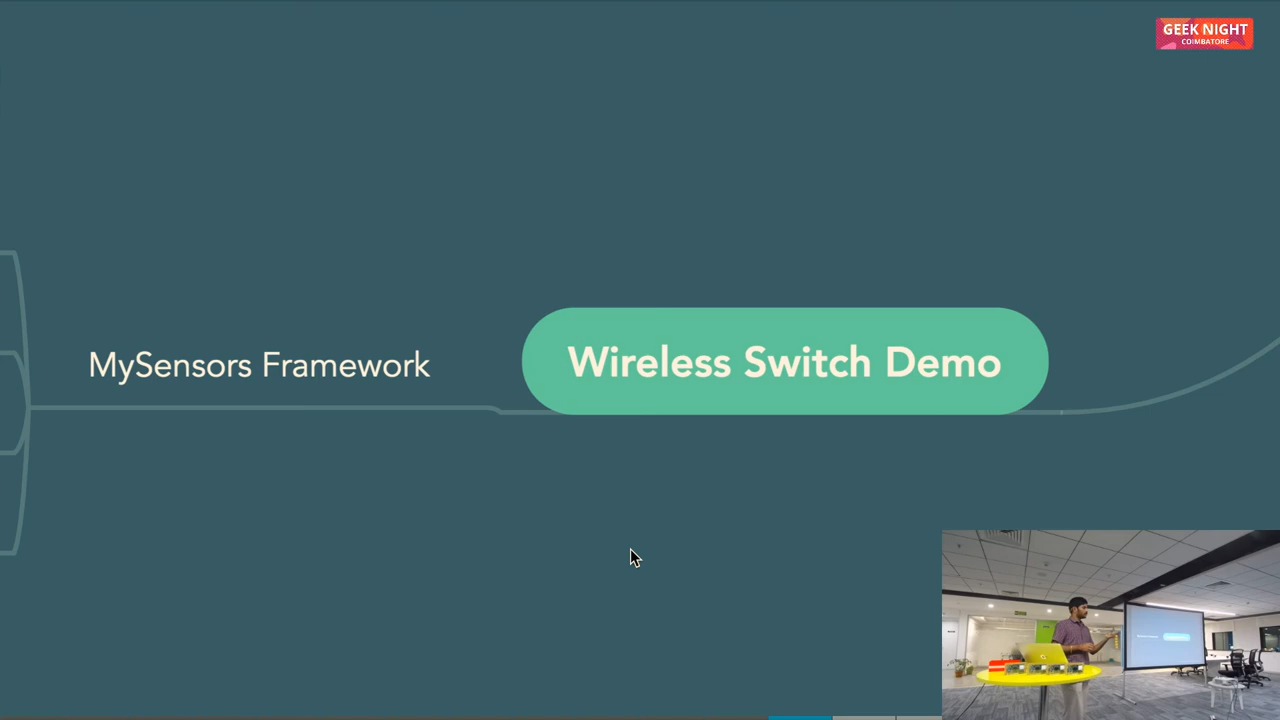 GEEK NIGHT
COIMBATORE
MySensors Framework
Wireless Switch Demo